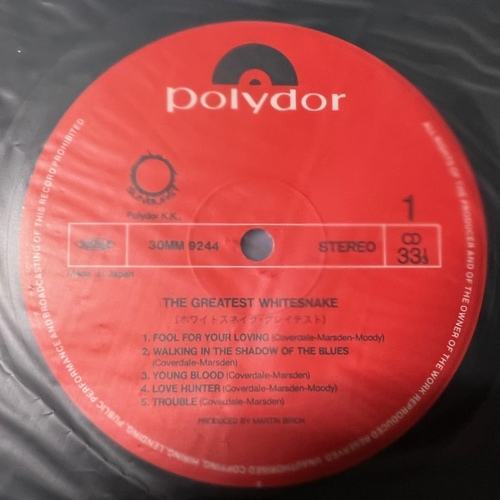 polydor
SUNBURST
Polydor K.K.
1
30MM 9244
STEREO
33⅓
Made in Japan
THE GREATEST WHITESNAKE
[ホワイトスネイク・グレイテスト]
1. FOOL FOR YOUR LOVING (Coverdale-Marsden-Moody)
2. WALKING IN THE SHADOW OF THE BLUES
(Coverdale-Marsden)
3. YOUNG BLOOD (Coverdale-Marsden)
4. LOVE HUNTER (Coverdale-Marsden-Moody)
5. TROUBLE (Coverdale-Marsden)
PRODUCED BY MARTIN BIRCH
ALL RIGHTS OF THE PRODUCER AND OF THE OWNER OF THE WORK REPRODUCED RESERVED UNAUTHORISED COPYING, HIRING, LENDING, PUBLIC PERFORMANCE AND BROADCASTING OF THIS RECORD PROHIBITED